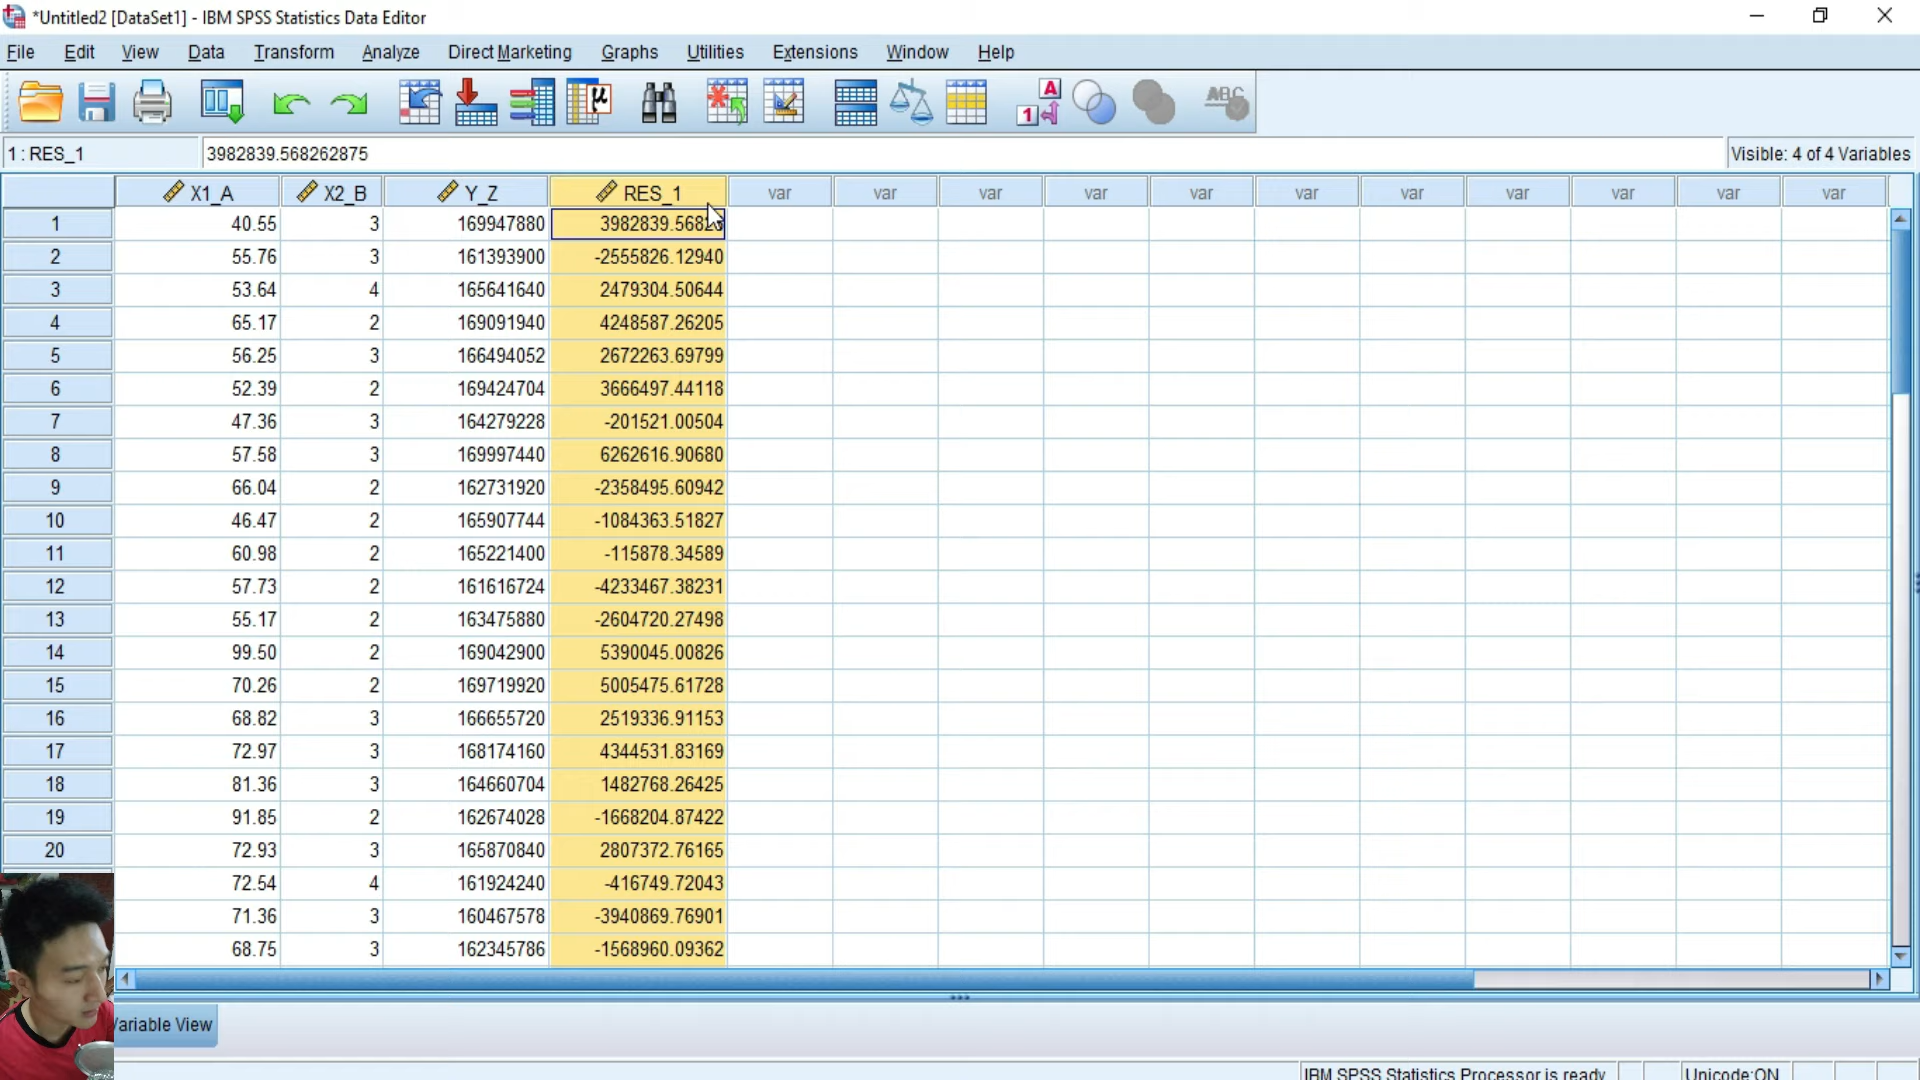 *Untitled2 [DataSet1] - IBM SPSS Statistics Data Editor
File Edit View Data Transform Analyze Direct Marketing Graphs Utilities Extensions Window Help
1 : RES_1 3982839.568262875 Visible: 4 of 4 Variables
X1_A X2_B Y_Z RES_1 var var var var var var var var var var var
1 40.55 3 169947880 3982839.5682
2 55.76 3 161393900 -2555826.12940
3 53.64 4 165641640 2479304.50644
4 65.17 2 169091940 4248587.26205
5 56.25 3 166494052 2672263.69799
6 52.39 2 169424704 3666497.44118
7 47.36 3 164279228 -201521.00504
8 57.58 3 169997440 6262616.90680
9 66.04 2 162731920 -2358495.60942
10 46.47 2 165907744 -1084363.51827
11 60.98 2 165221400 -115878.34589
12 57.73 2 161616724 -4233467.38231
13 55.17 2 163475880 -2604720.27498
14 99.50 2 169042900 5390045.00826
15 70.26 2 169719920 5005475.61728
16 68.82 3 166655720 2519336.91153
17 72.97 3 168174160 4344531.83169
18 81.36 3 164660704 1482768.26425
19 91.85 2 162674028 -1668204.87422
20 72.93 3 165870840 2807372.76165
72.54 4 161924240 -416749.72043
71.36 3 160467578 -3940869.76901
68.75 3 162345786 -1568960.09362
Variable View
IBM SPSS Statistics Processor is ready Unicode:ON